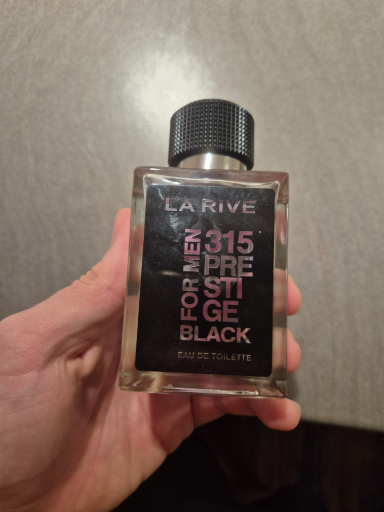 LA RIVE
FOR MEN
315
PRE
STI
GE
BLACK
EAU DE TOILETTE